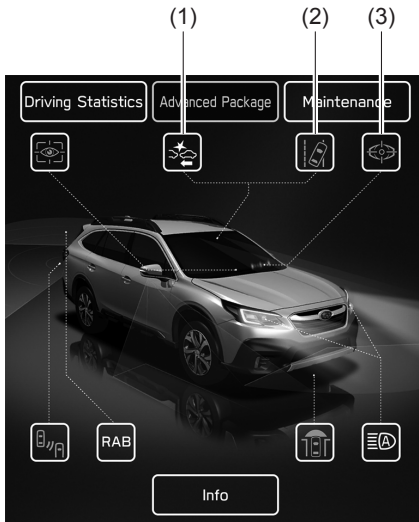 (1) (2) (3)
Driving Statistics Advanced Package Maintenance
RAB A
Info